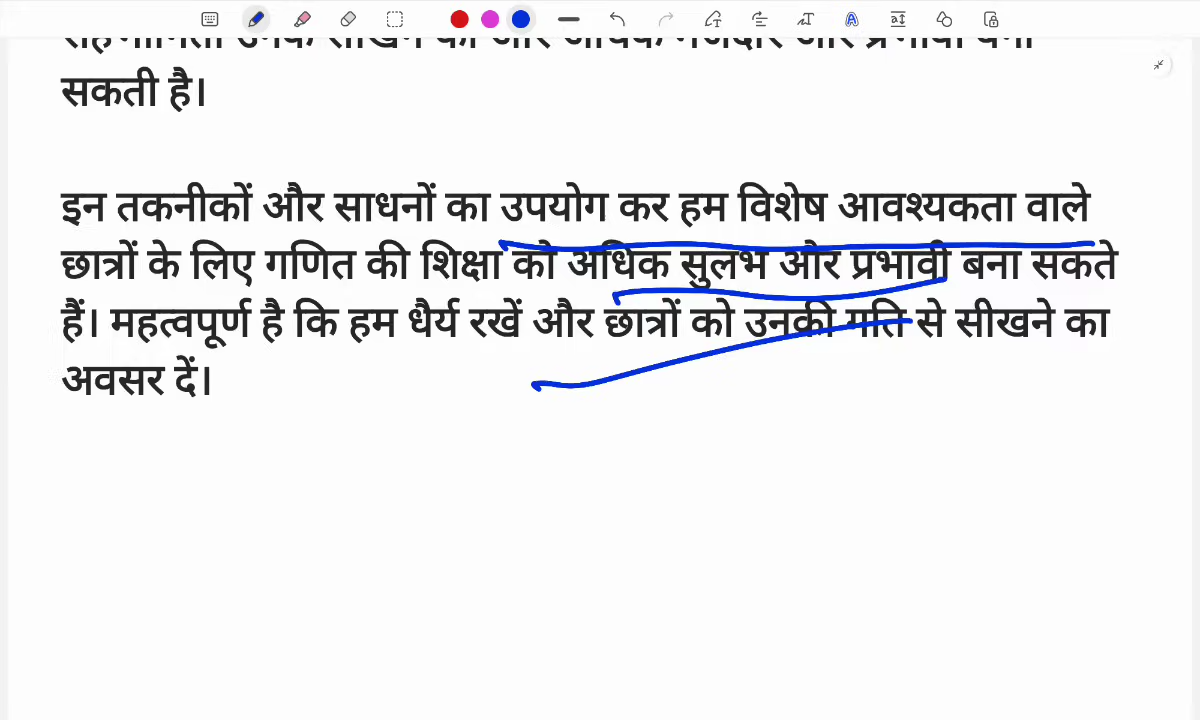 सकती है।
इन तकनीकों और साधनों का उपयोग कर हम विशेष आवश्यकता वाले
छात्रों के लिए गणित की शिक्षा को अधिक सुलभ और प्रभावी बना सकते
हैं। महत्वपूर्ण है कि हम धैर्य रखें और छात्रों को उनकी गति से सीखने का
अवसर दें।